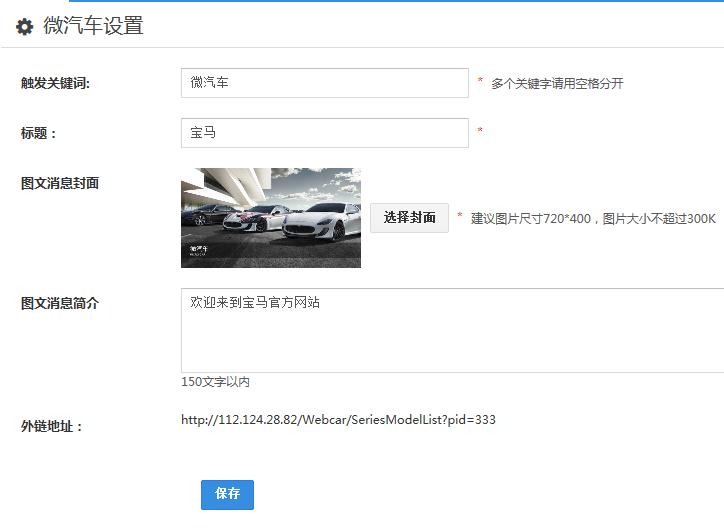 微汽车设置
触发关键词: 微汽车 * 多个关键字请用空格分开
标题： 宝马 *
图文消息封面 微汽车 选择封面 * 建议图片尺寸720*400，图片大小不超过300K
图文消息简介 欢迎来到宝马官方网站
150文字以内
外链地址： http://112.124.28.82/Webcar/SeriesModelList?pid=333
保存